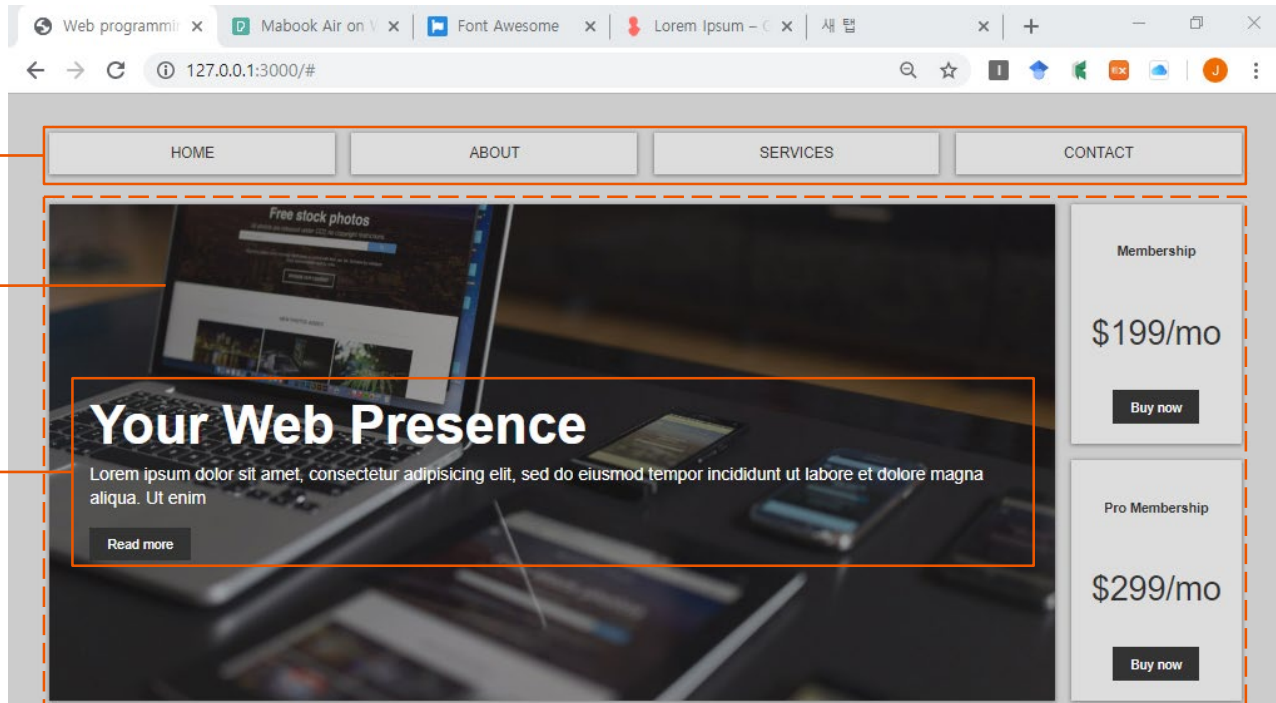 Web programmin
Mabook Air on W
Font Awesome
Lorem Ipsum – G
새 탭
127.0.0.1:3000/#
HOME
ABOUT
SERVICES
CONTACT
Free stock photos
Your Web Presence
Lorem ipsum dolor sit amet, consectetur adipisicing elit, sed do eiusmod tempor incididunt ut labore et dolore magna
aliqua. Ut enim
Read more
Membership
$199/mo
Buy now
Pro Membership
$299/mo
Buy now